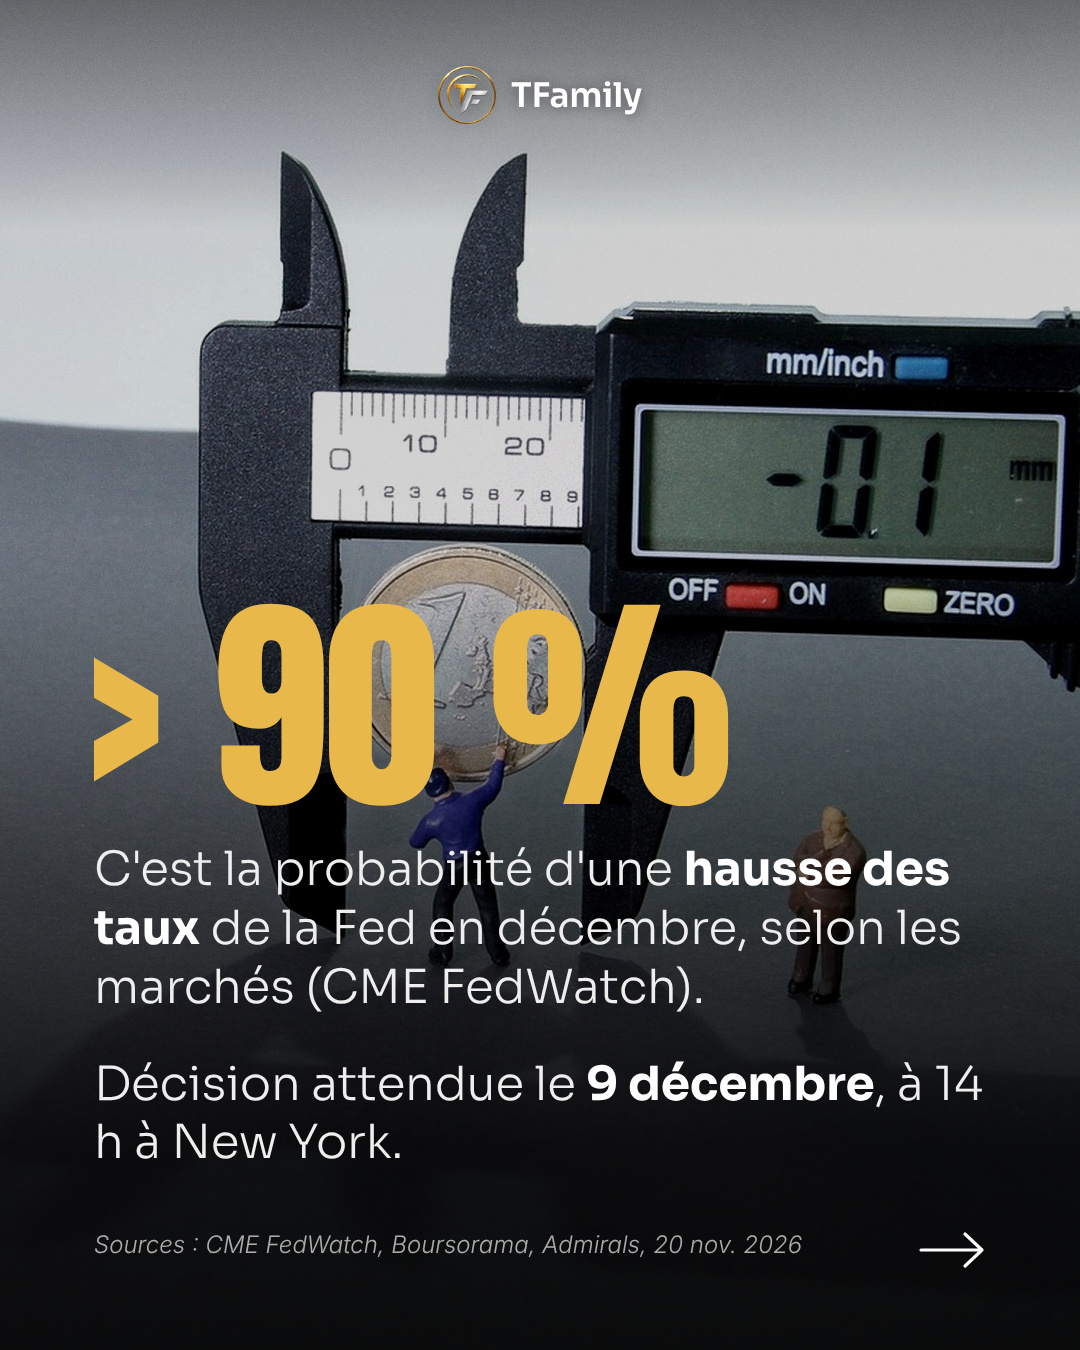 TFamily
mm/inch
-0.1
mm
0 10 20
1 2 3 4 5 6 7 8 9
OFF ON ZERO
> 90 %
C'est la probabilité d'une hausse des
taux de la Fed en décembre, selon les
marchés (CME FedWatch).
Décision attendue le 9 décembre, à 14
h à New York.
Sources : CME FedWatch, Boursorama, Admirals, 20 nov. 2026